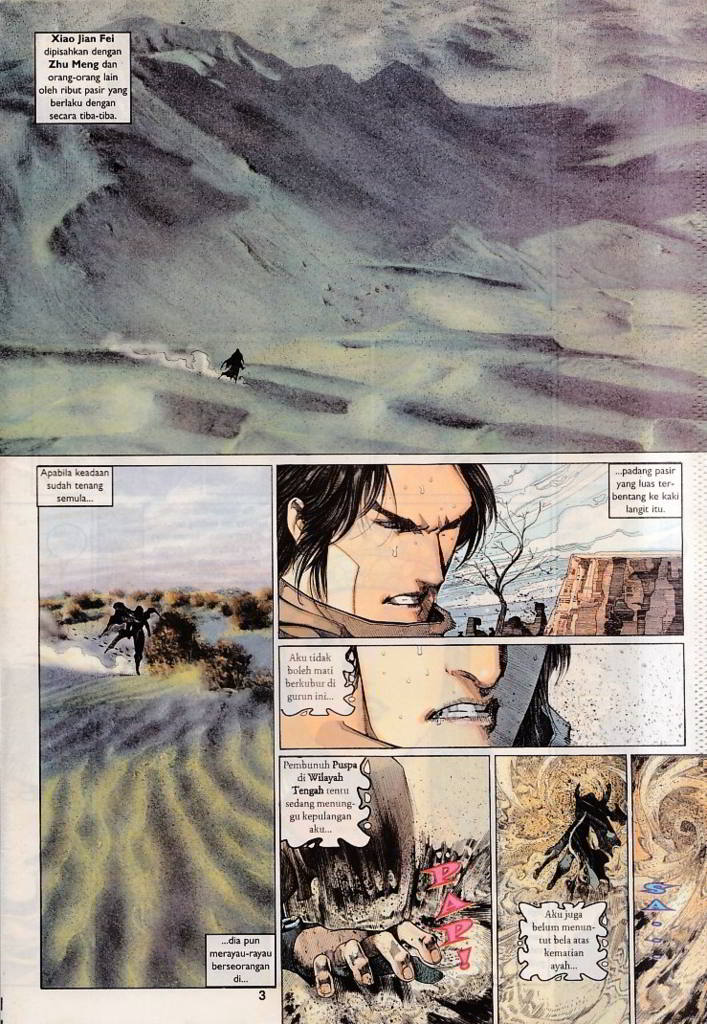 Xiao Jian Fei
dipisahkan dengan
Zhu Meng dan
orang-orang lain
oleh ribut pasir yang
berlaku dengan
secara tiba-tiba.
Apabila keadaan
sudah tenang
semula...
...dia pun
merayau-rayau
berseorangan
di...
...padang pasir
yang luas ter-
bentang ke kaki
langit itu.
Aku tidak
boleh mati
berkubur di
gurun ini...
Pembunuh Puspa
di Wilayah
Tengah tentu
sedang menung-
gu kepulangan
aku...
PAP!
Aku juga
belum menun-
tut bela atas
kematian
ayah...
3